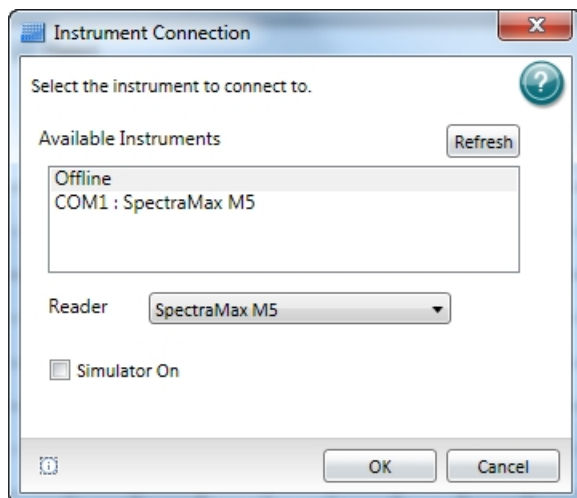 Instrument Connection
Select the instrument to connect to.
?
Available Instruments
Refresh
Offline
COM1 : SpectraMax M5
Reader
SpectraMax M5
Simulator On
OK
Cancel